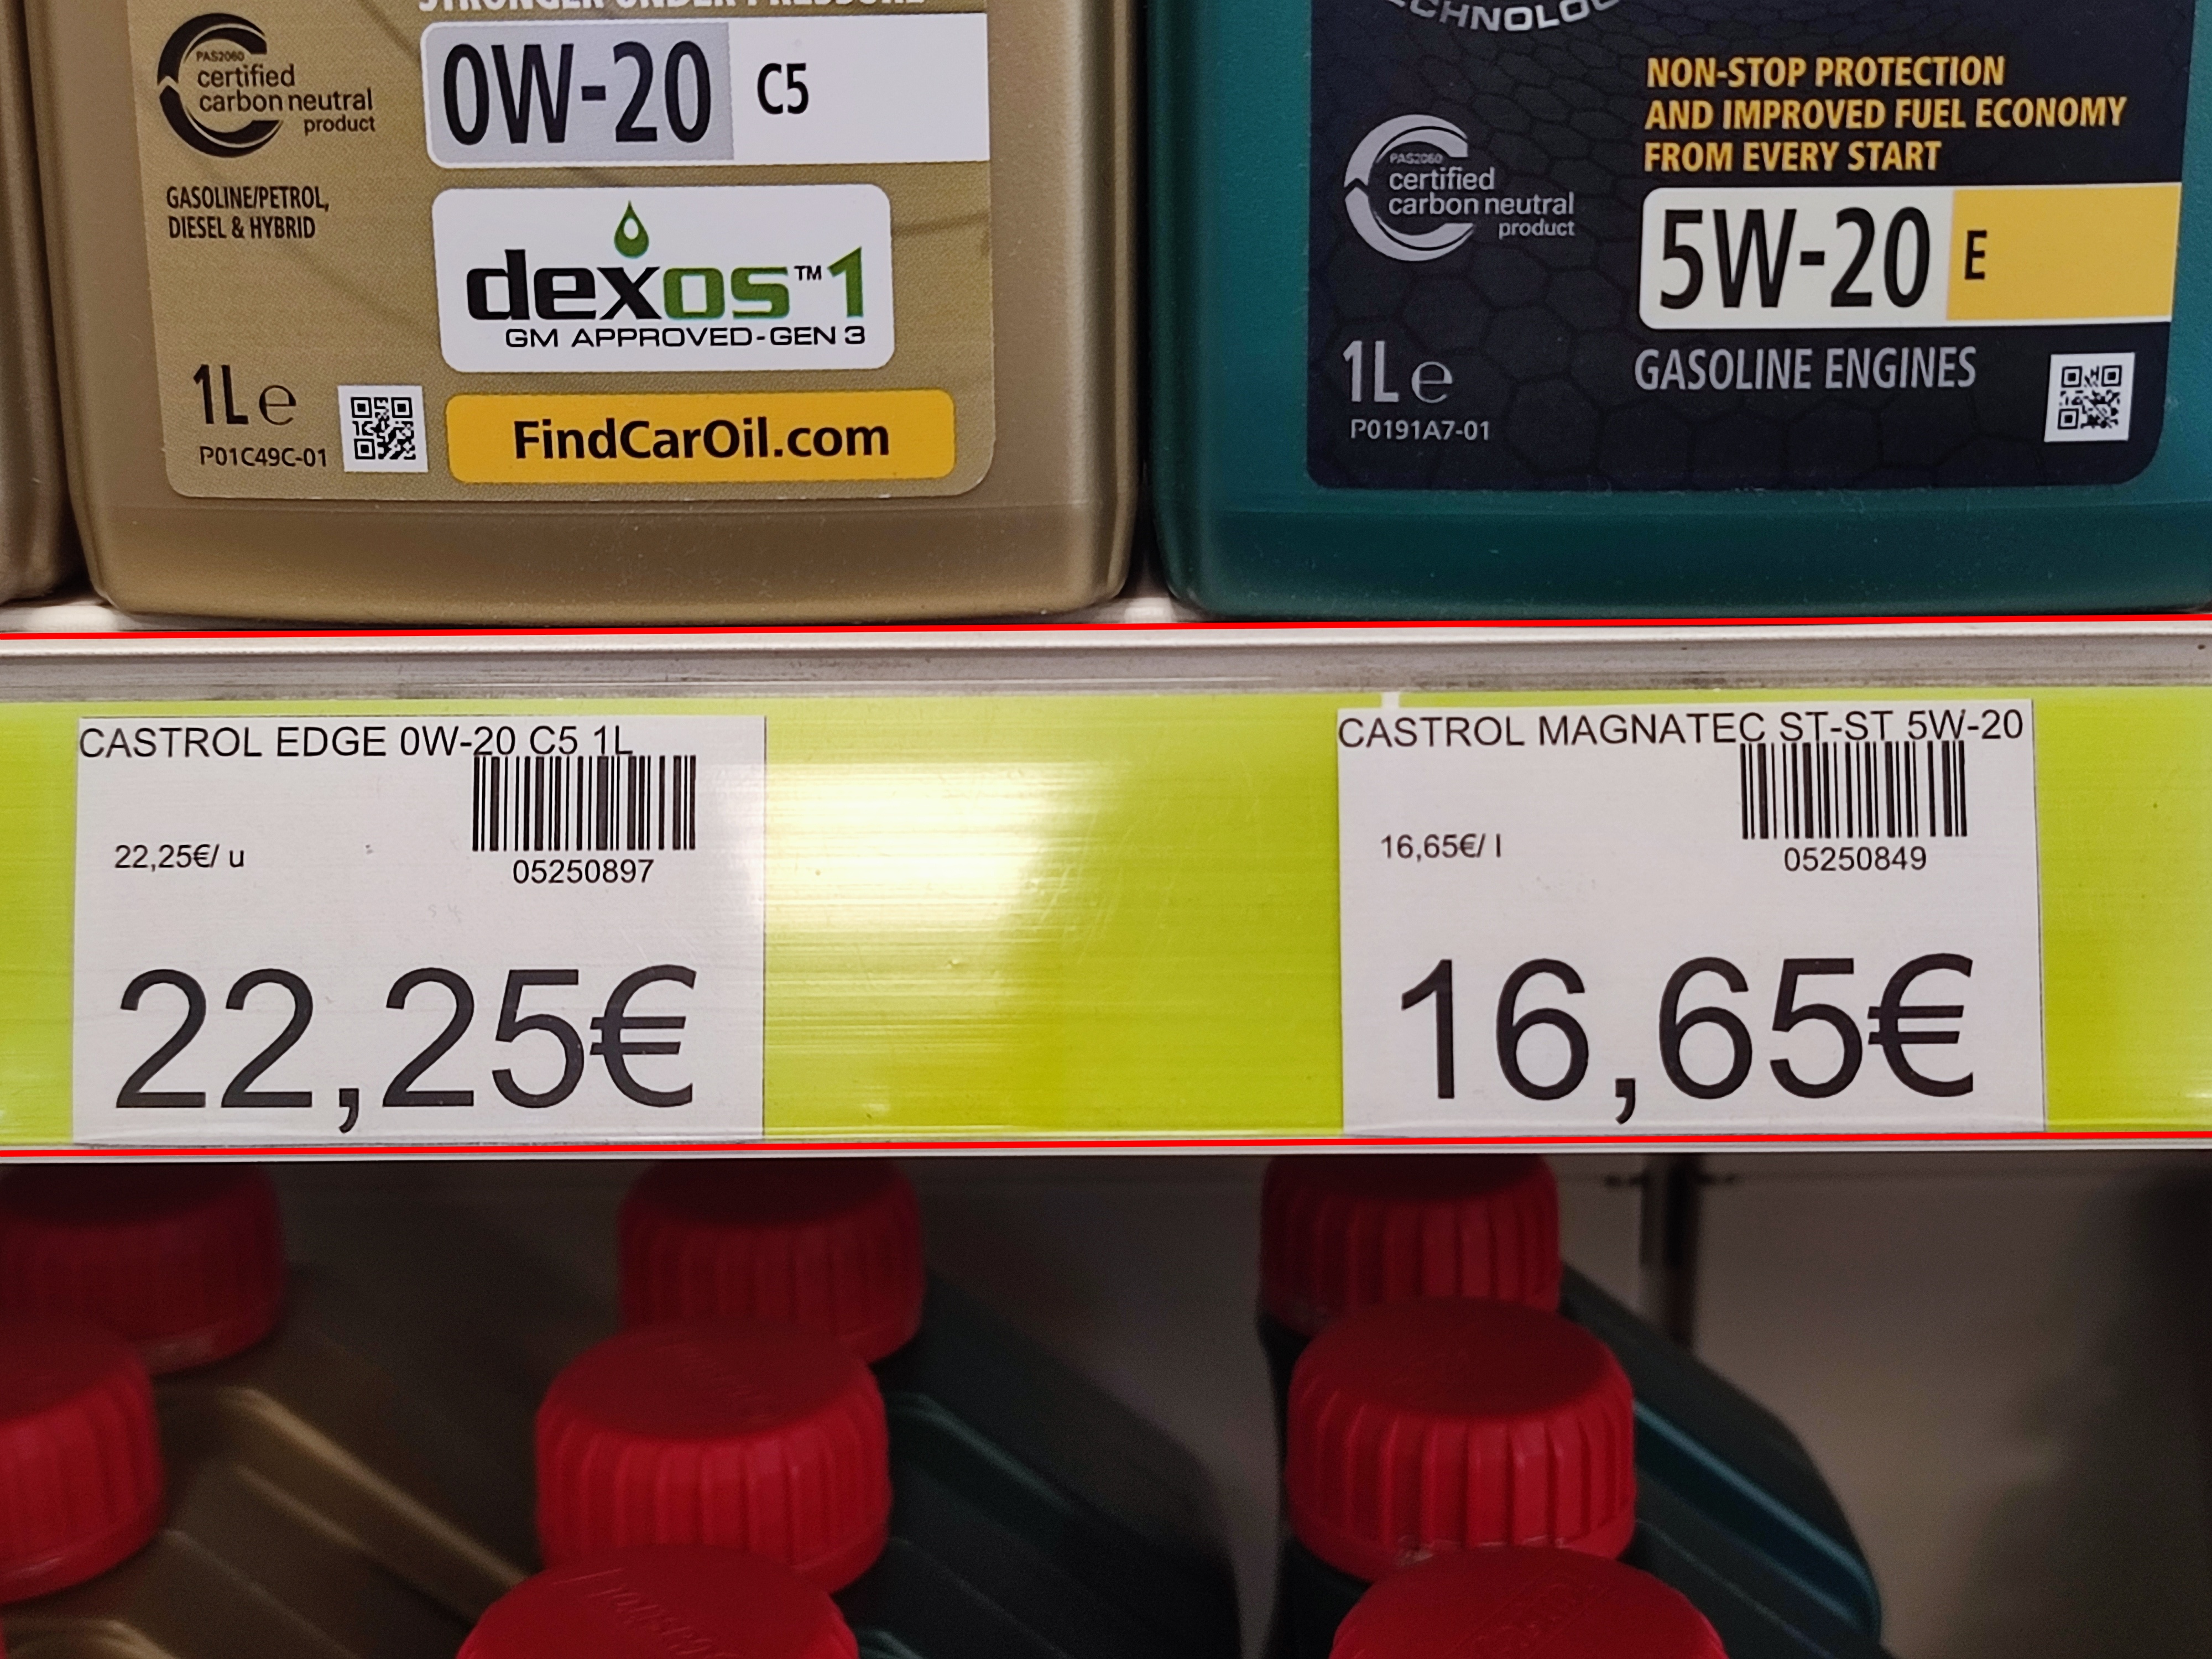 PAS2060
certified
carbon neutral
product
0W-20 C5
GASOLINE/PETROL,
DIESEL & HYBRID
dexos™1
GM APPROVED-GEN 3
1L e
P01C49C-01
FindCarOil.com
NON-STOP PROTECTION
AND IMPROVED FUEL ECONOMY
FROM EVERY START
PAS2060
certified
carbon neutral
product
5W-20 E
GASOLINE ENGINES
1L e
P0191A7-01
CASTROL EDGE 0W-20 C5 1L
22,25€/ u
05250897
22,25€
CASTROL MAGNATEC ST-ST 5W-20
16,65€/ l
05250849
16,65€